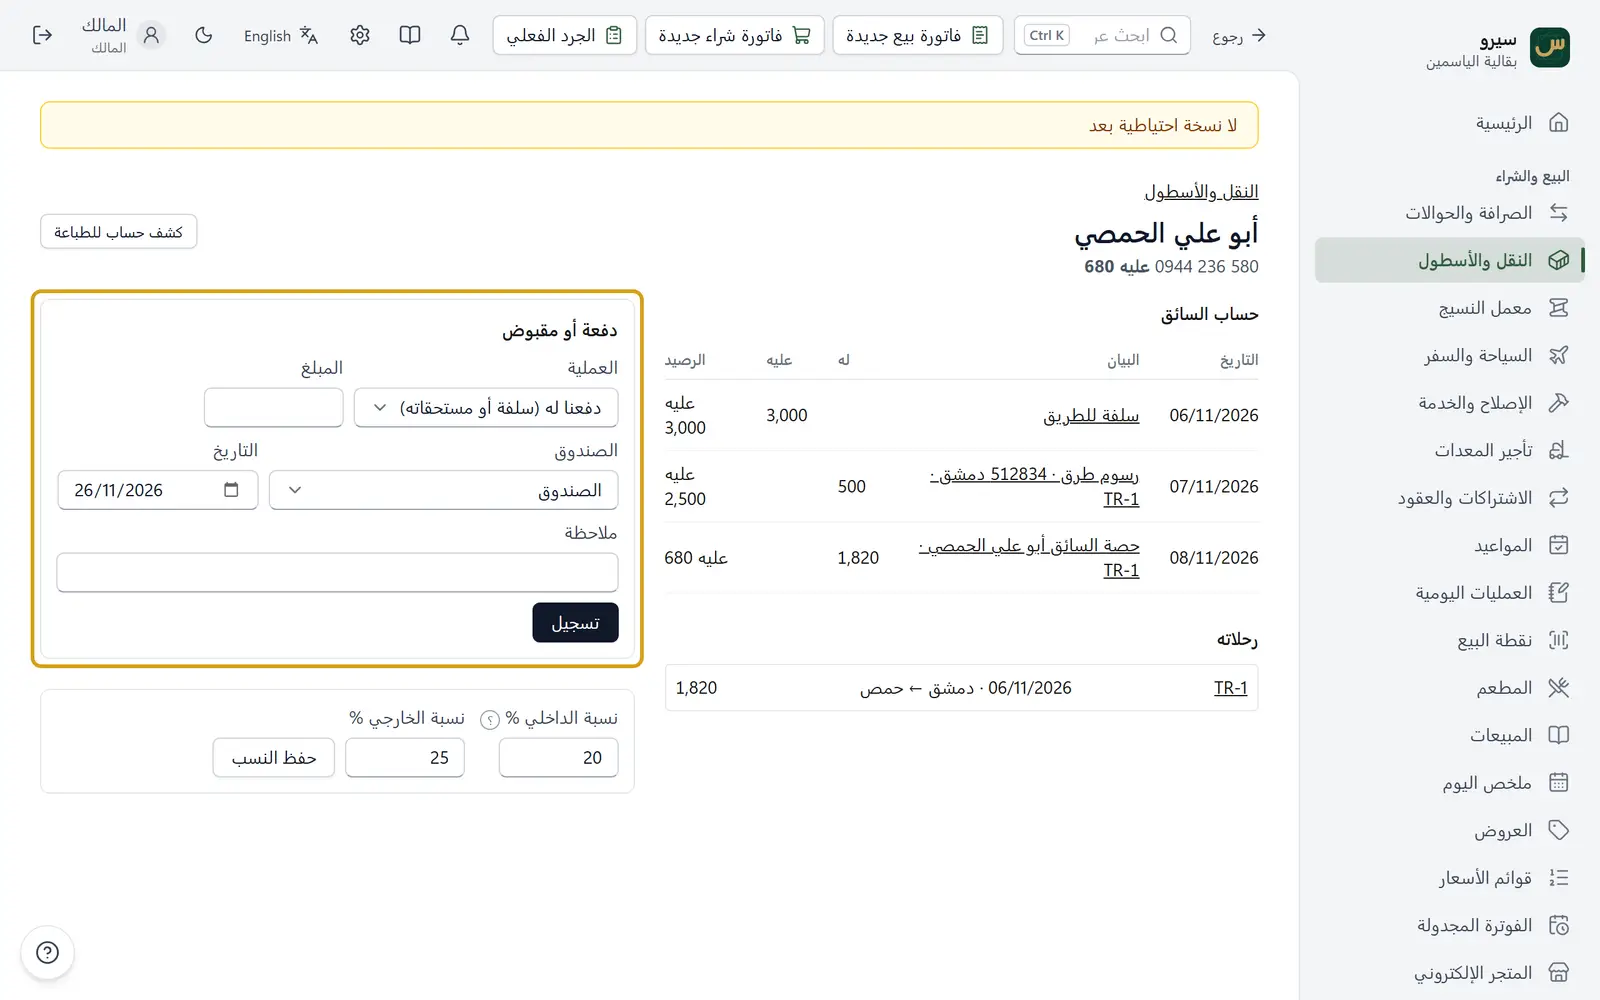 سيرو
بقالية الياسمين
رجوع
Ctrl K
ابحث عر
فاتورة بيع جديدة
فاتورة شراء جديدة
الجرد الفعلي
English
المالك
المالك
الرئيسية
البيع والشراء
الصرافة والحوالات
النقل والأسطول
معمل النسيج
السياحة والسفر
الإصلاح والخدمة
تأجير المعدات
الاشتراكات والعقود
المواعيد
العمليات اليومية
نقطة البيع
المطعم
المبيعات
ملخص اليوم
العروض
قوائم الأسعار
الفوترة المجدولة
المتجر الإلكتروني
لا نسخة احتياطية بعد
النقل والأسطول
أبو علي الحمصي
0944 236 580 عليه 680
كشف حساب للطباعة
حساب السائق
التاريخ البيان له عليه الرصيد
06/11/2026 سلفة للطريق 3,000 عليه 3,000
07/11/2026 رسوم طرق · 512834 دمشق · TR-1 500 عليه 2,500
08/11/2026 حصة السائق أبو علي الحمصي · TR-1 1,820 عليه 680
رحلاته
TR-1 06/11/2026 · دمشق ← حمص 1,820
دفعة أو مقبوض
العملية المبلغ
دفعنا له (سلفة أو مستحقاته)
الصندوق التاريخ
الصندوق 26/11/2026
ملاحظة
تسجيل
نسبة الداخلي % ؟ نسبة الخارجي %
20 25 حفظ النسب